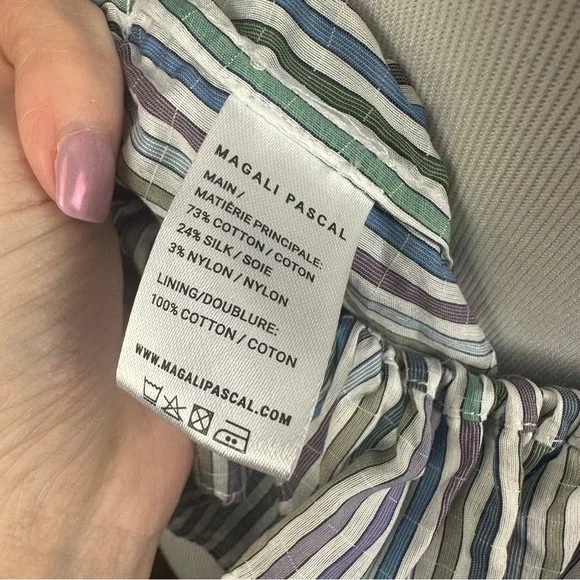 MAGALI PASCAL
MAIN /
MATIÈRIE PRINCIPALE:
73% COTTON / COTON
24% SILK / SOIE
3% NYLON / NYLON
LINING/DOUBLURE:
100% COTTON / COTON
WWW.MAGALIPASCAL.COM